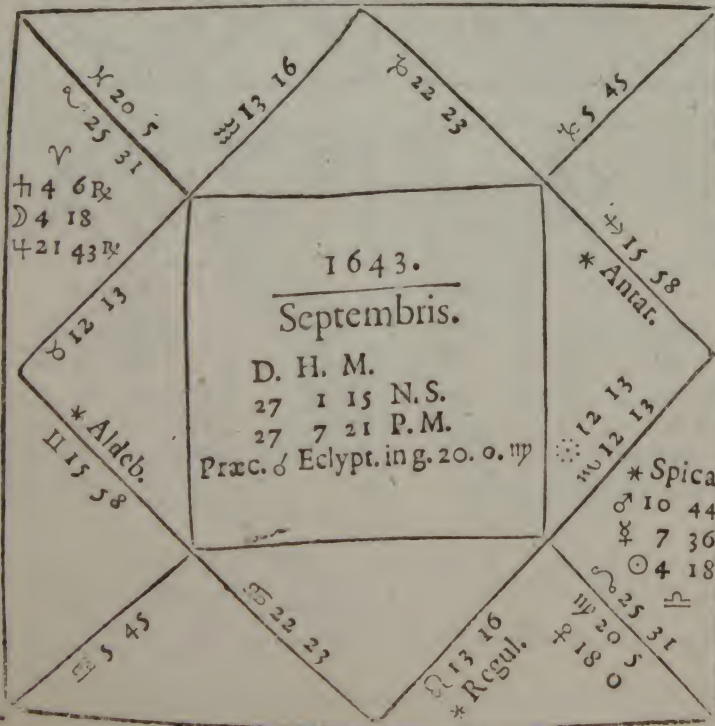 ♓ 20 5
☊ 25 31
♈
♄ 4 6 ℞
☽ 4 18
♃ 21 43 ℞
♒ 13 16
♑ 22 23
♑ 5 45
♐ 15 58
* Antar.
♉ 12 13
* Aldeb.
♊ 15 58
1643.
Septembris.
D. H. M.
27 1 15 N. S.
27 7 21 P. M.
Præc. ☌ Eclypt. in g. 20. 0. ♍
12 13
♏ 12 13
* Spica
♂ 10 44
☿ 7 36
☉ 4 18
♎
25 31
♍ 20 5
♀ 18 0
♋ 5 45
♋ 22 23
♌ 13 16
* Regul.